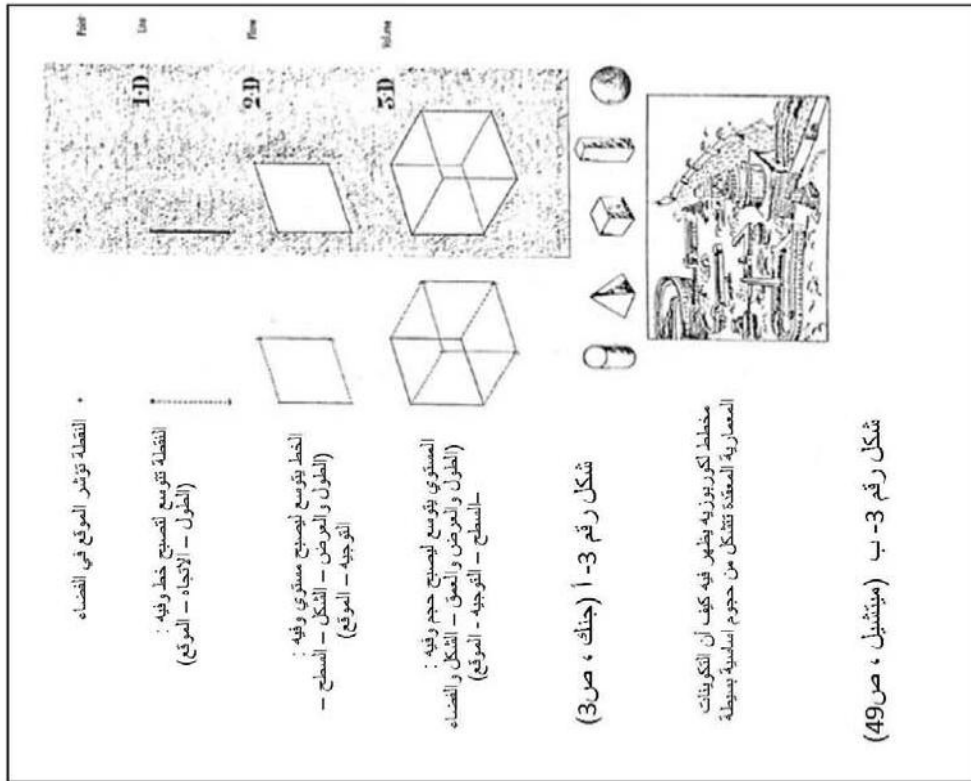 Point
Line
Plane
Volume
1-D
2-D
3-D
النقطة تؤشر الموقع في الفضاء
النقطة تتوسع لتصبح خط وفيه :
(الطول – الاتجاه – الموقع)
الخط يتوسع ليصبح مستوي وفيه :
(الطول والعرض – الشكل – السطح –
التوجيه – الموقع)
المستوي يتوسع ليصبح حجم وفيه :
(الطول والعرض والعمق – الشكل والفضاء
–السطح – التوجيه - الموقع)
شكل رقم 3- أ (جنك ، ص3)
مخطط لكوربوزيه يظهر فيه كيف أن التكوينات
المعمارية المعقدة تتشكل من حجوم اساسية بسيطة
شكل رقم 3- ب (ميتشيل ، ص49)